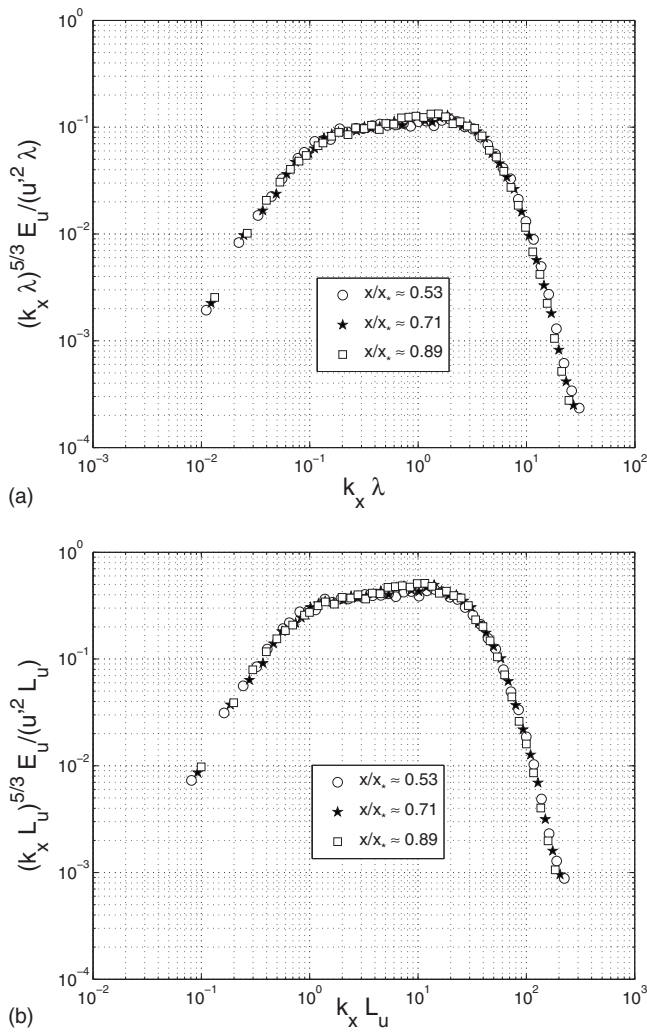 10^0
10^-1
10^-2
10^-3
10^-4
(k_x λ)^5/3 E_u/(u'^2 λ)
x/x_* ≈ 0.53
x/x_* ≈ 0.71
x/x_* ≈ 0.89
10^-3 10^-2 10^-1 10^0 10^1 10^2
(a) k_x λ
10^0
10^-1
10^-2
10^-3
10^-4
(k_x L_u)^5/3 E_u/(u'^2 L_u)
x/x_* ≈ 0.53
x/x_* ≈ 0.71
x/x_* ≈ 0.89
10^-2 10^-1 10^0 10^1 10^2 10^3
(b) k_x L_u